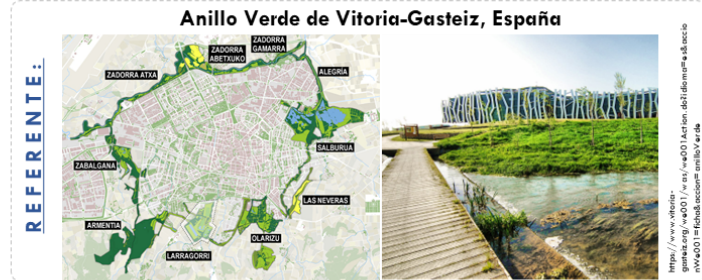 Anillo Verde de Vitoria-Gasteiz, España
REFERENTE:
ZADORRA
GAMARRA
ZADORRA
ABETXUKO
ZADORRA ATXA
ALEGRÍA
SALBURUA
ZABALGANA
LAS NEVERAS
ARMENTIA
OLARIZU
LARRAGORRI
https://www.vitoria-
gasteiz.org/we001/was/we001Action.do?idioma=es&accio
nWe001=ficha&accion=anilloVerde